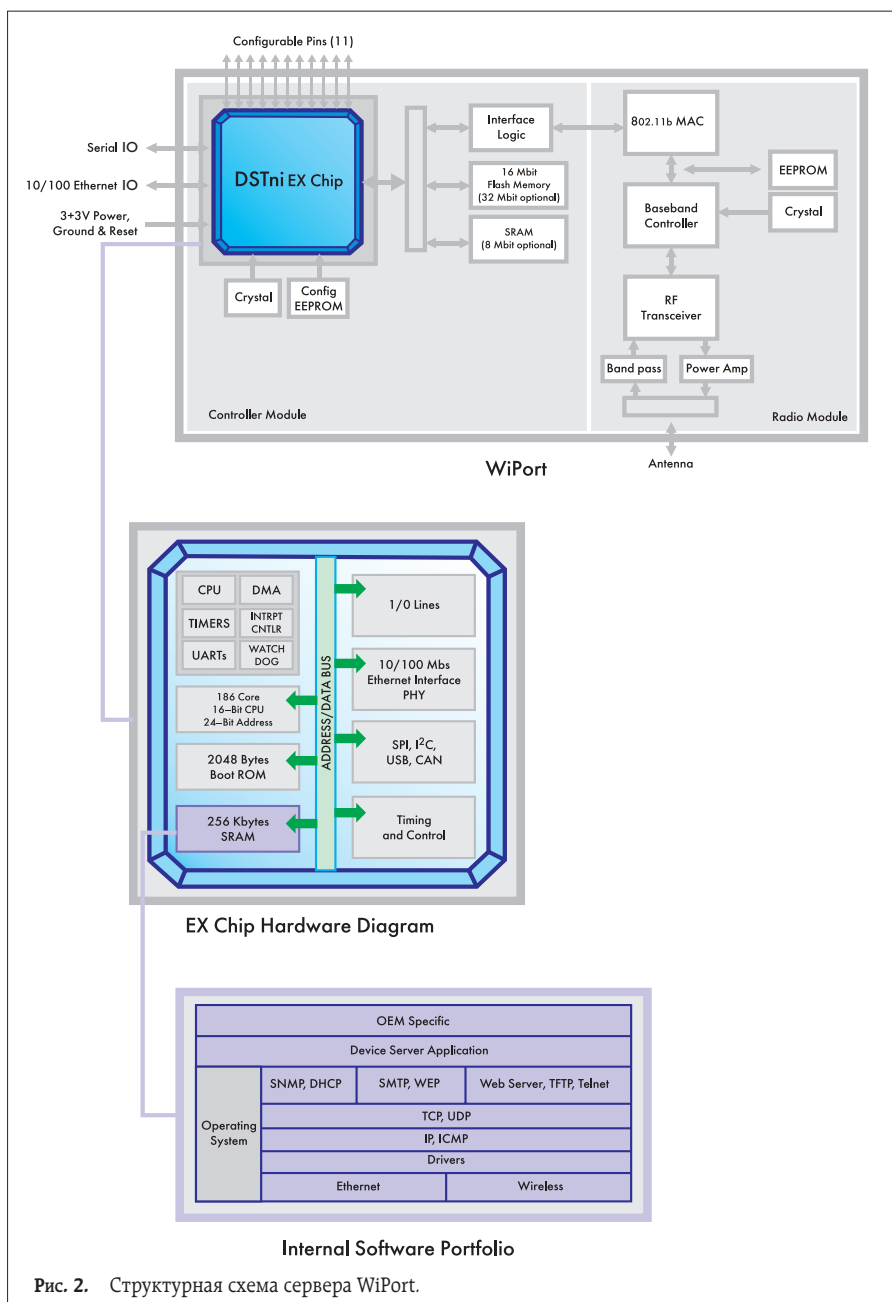 Configurable Pins (11)
Serial IO
10/100 Ethernet IO
3+3V Power,
Ground & Reset
DSTni EX Chip
Crystal
Config
EEPROM
Interface
Logic
16 Mbit
Flash Memory
(32 Mbit optional)
SRAM
(8 Mbit optional)
Controller Module
802.11b MAC
EEPROM
Baseband
Controller
Crystal
RF
Transceiver
Band pass
Power Amp
Radio Module
WiPort
Antenna
CPU
DMA
TIMERS
INTRPT
CNTLR
UARTs
WATCH
DOG
186 Core
16–Bit CPU
24–Bit Address
2048 Bytes
Boot ROM
256 Kbytes
SRAM
ADDRESS/DATA BUS
1/0 Lines
10/100 Mbs
Ethernet Interface
PHY
SPI, I²C,
USB, CAN
Timing
and Control
EX Chip Hardware Diagram
OEM Specific
Device Server Application
Operating
System
SNMP, DHCP
SMTP, WEP
Web Server, TFTP, Telnet
TCP, UDP
IP, ICMP
Drivers
Ethernet
Wireless
Internal Software Portfolio
Рис. 2. Структурная схема сервера WiPort.